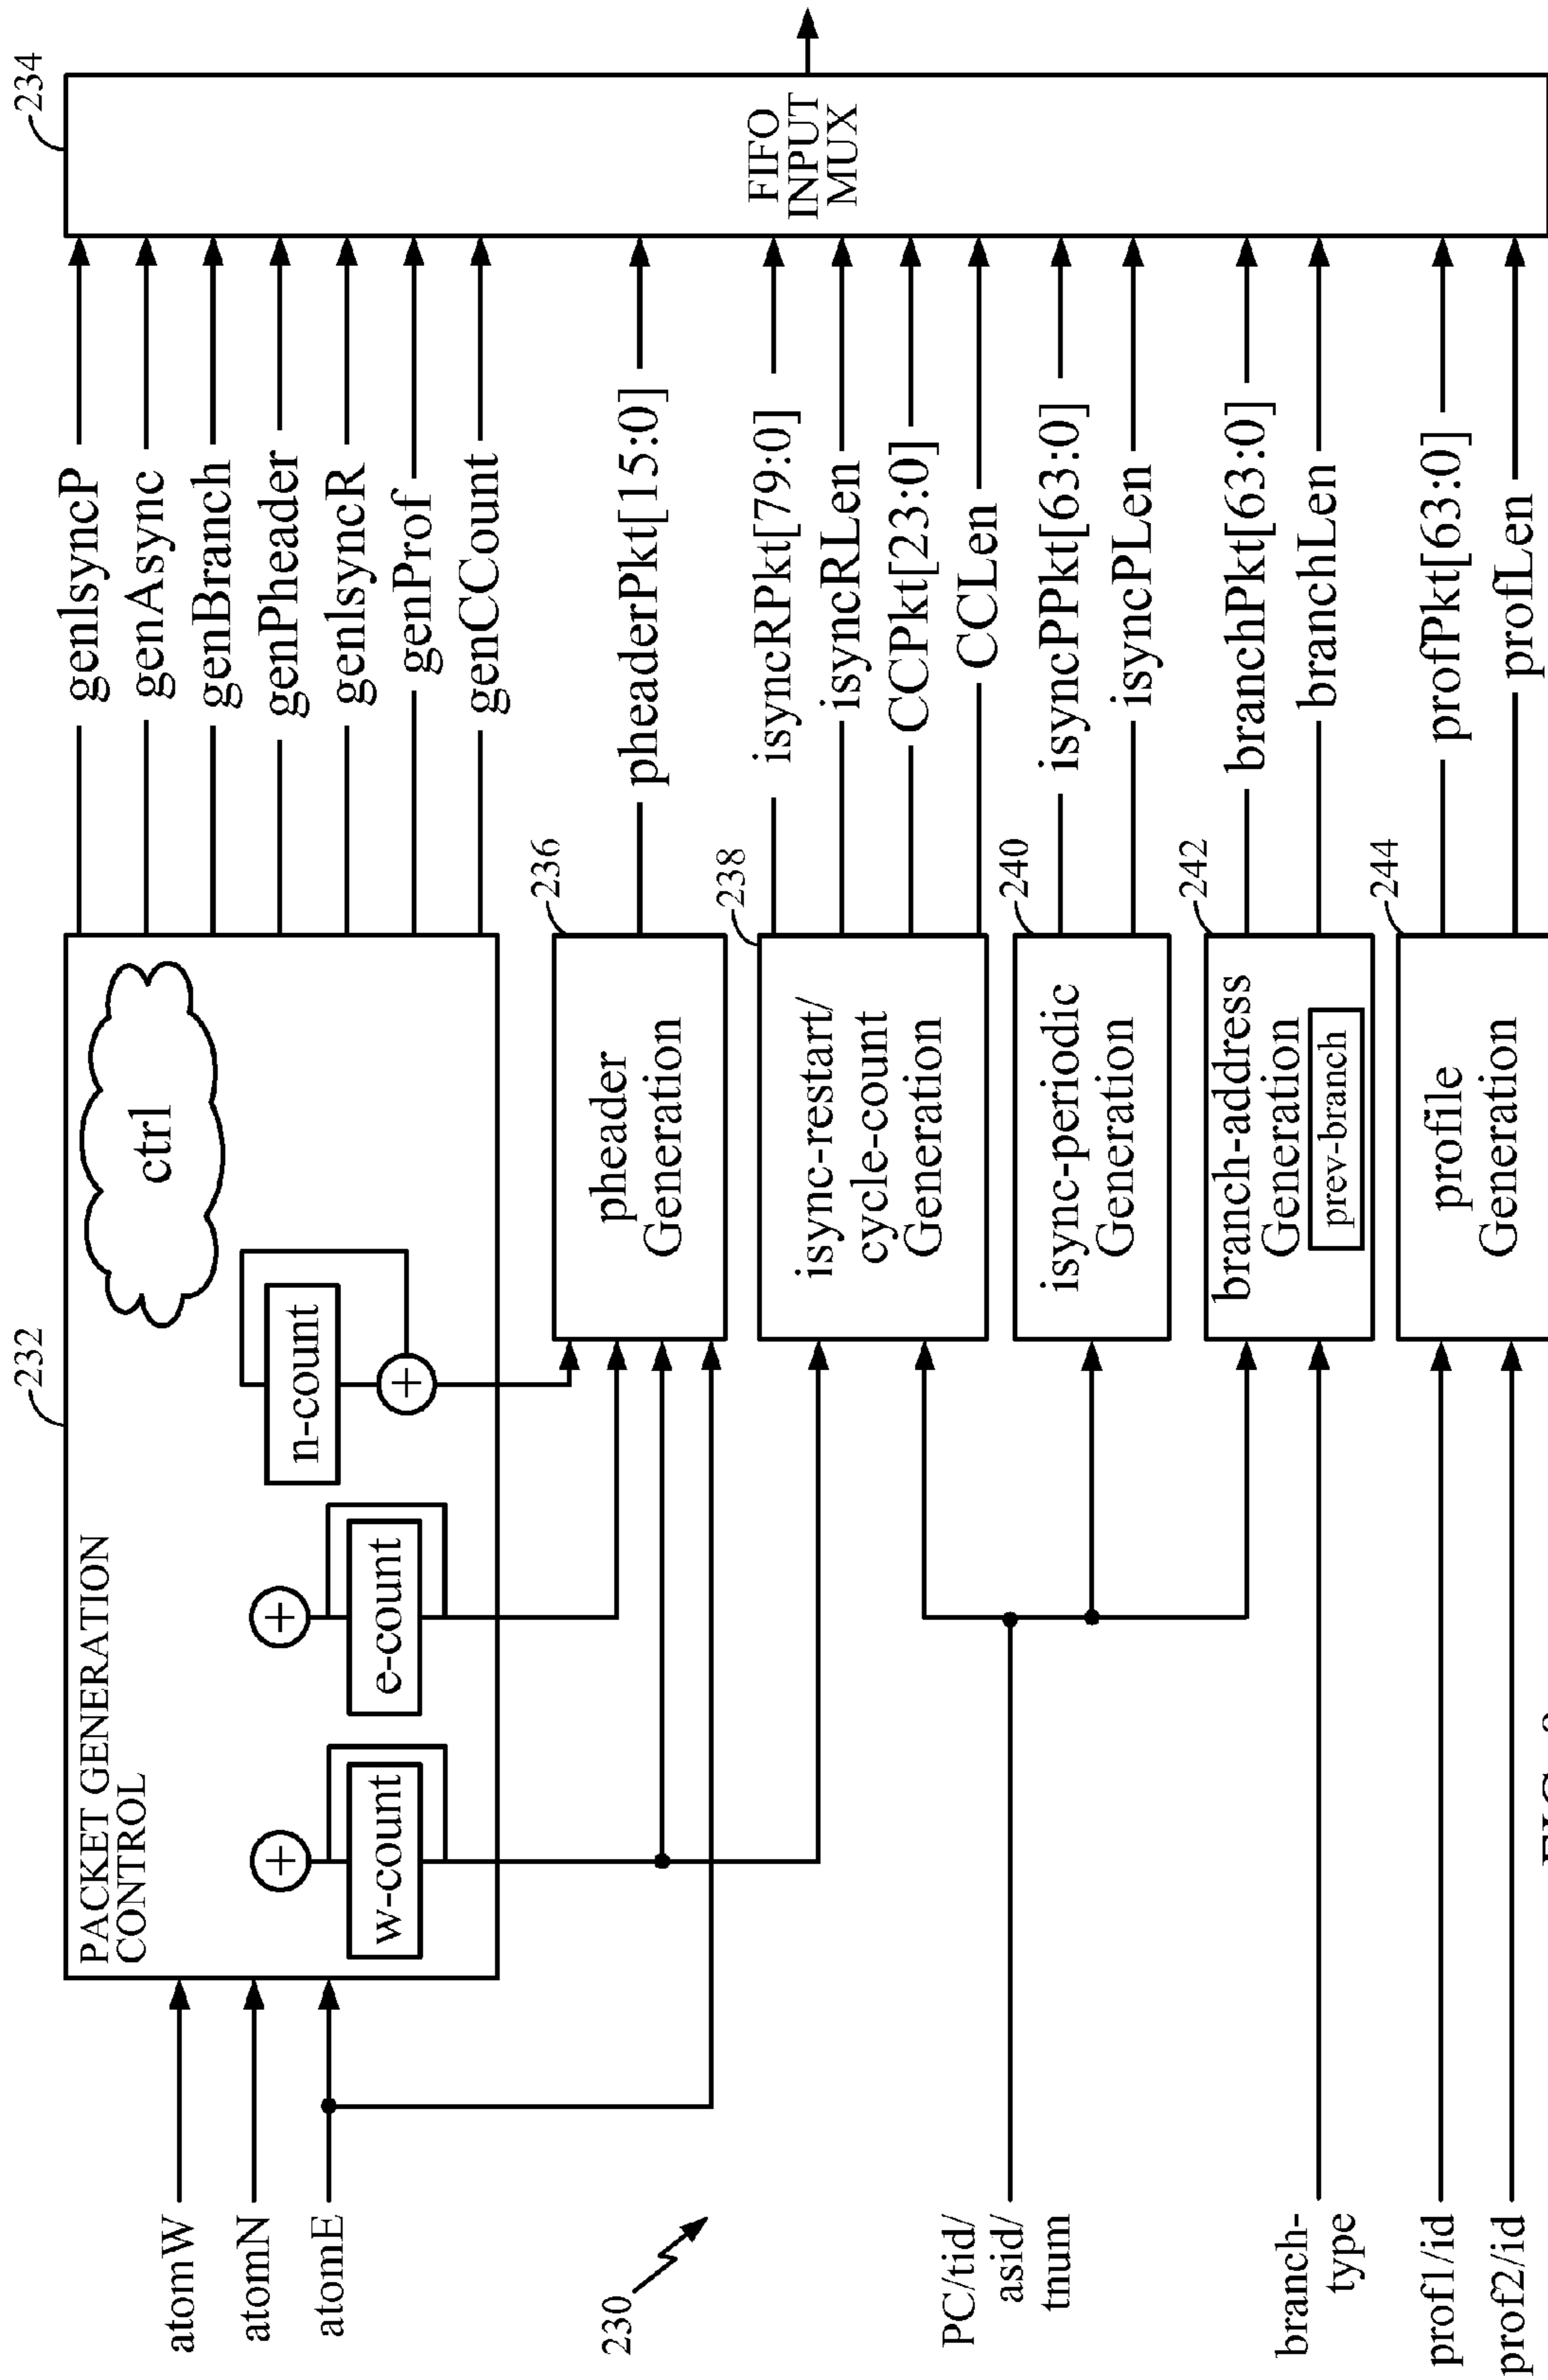 232
234
PACKET GENERATION
CONTROL
ctrl
w-count
+
e-count
+
n-count
+
atomW
atomN
atomE
genIsyncP
genAsync
genBranch
genPheader
genIsyncR
genProf
genCCount
FIFO
INPUT
MUX
230
236
pheader
Generation
pheaderPkt[15:0]
238
isync-restart/
cycle-count
Generation
isyncRPkt[79:0]
isyncRLen
CCPkt[23:0]
CCLen
PC/tid/
asid/
tnum
240
isync-periodic
Generation
isyncPPkt[63:0]
isyncPLen
branch-
type
242
branch-address
Generation
prev-branch
branchPkt[63:0]
branchLen
prof1/id
prof2/id
244
profile
Generation
profPkt[63:0]
profLen